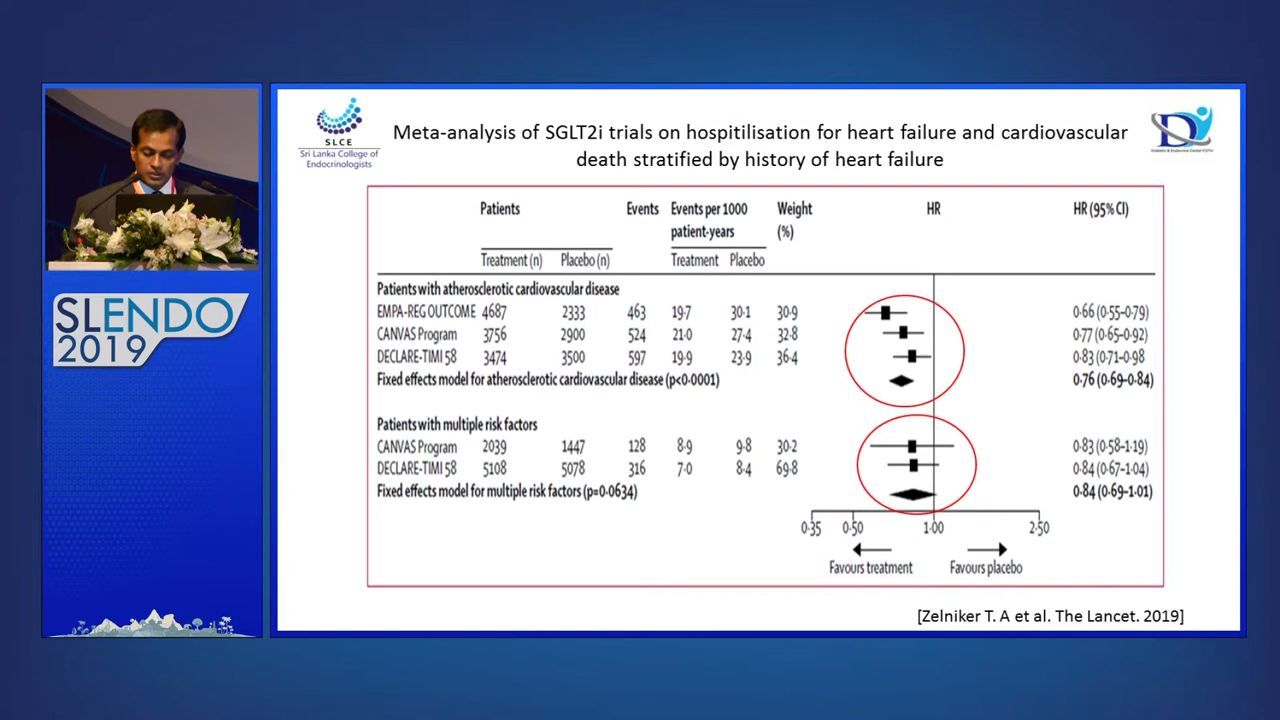 SLCE
Sri Lanka College of
Endocrinologists
Meta-analysis of SGLT2i trials on hospitilisation for heart failure and cardiovascular
death stratified by history of heart failure
D
Diabetic & Endocrine Center-CSTH
SLENDO
2019
Patients Events Events per 1000 Weight HR HR (95% CI)
patient-years (%)
Treatment (n) Placebo (n) Treatment Placebo
Patients with atherosclerotic cardiovascular disease
EMPA-REG OUTCOME 4687 2333 463 19·7 30·1 30·9 0·66 (0·55–0·79)
CANVAS Program 3756 2900 524 21·0 27·4 32·8 0·77 (0·65–0·92)
DECLARE-TIMI 58 3474 3500 597 19·9 23·9 36·4 0·83 (0·71–0·98
Fixed effects model for atherosclerotic cardiovascular disease (p<0·0001) 0·76 (0·69–0·84)
Patients with multiple risk factors
CANVAS Program 2039 1447 128 8·9 9·8 30·2 0·83 (0·58–1·19)
DECLARE-TIMI 58 5108 5078 316 7·0 8·4 69·8 0·84 (0·67–1·04)
Fixed effects model for multiple risk factors (p=0·0634) 0·84 (0·69–1·01)
0·35 0·50 1·00 2·50
Favours treatment Favours placebo
[Zelniker T. A et al. The Lancet. 2019]